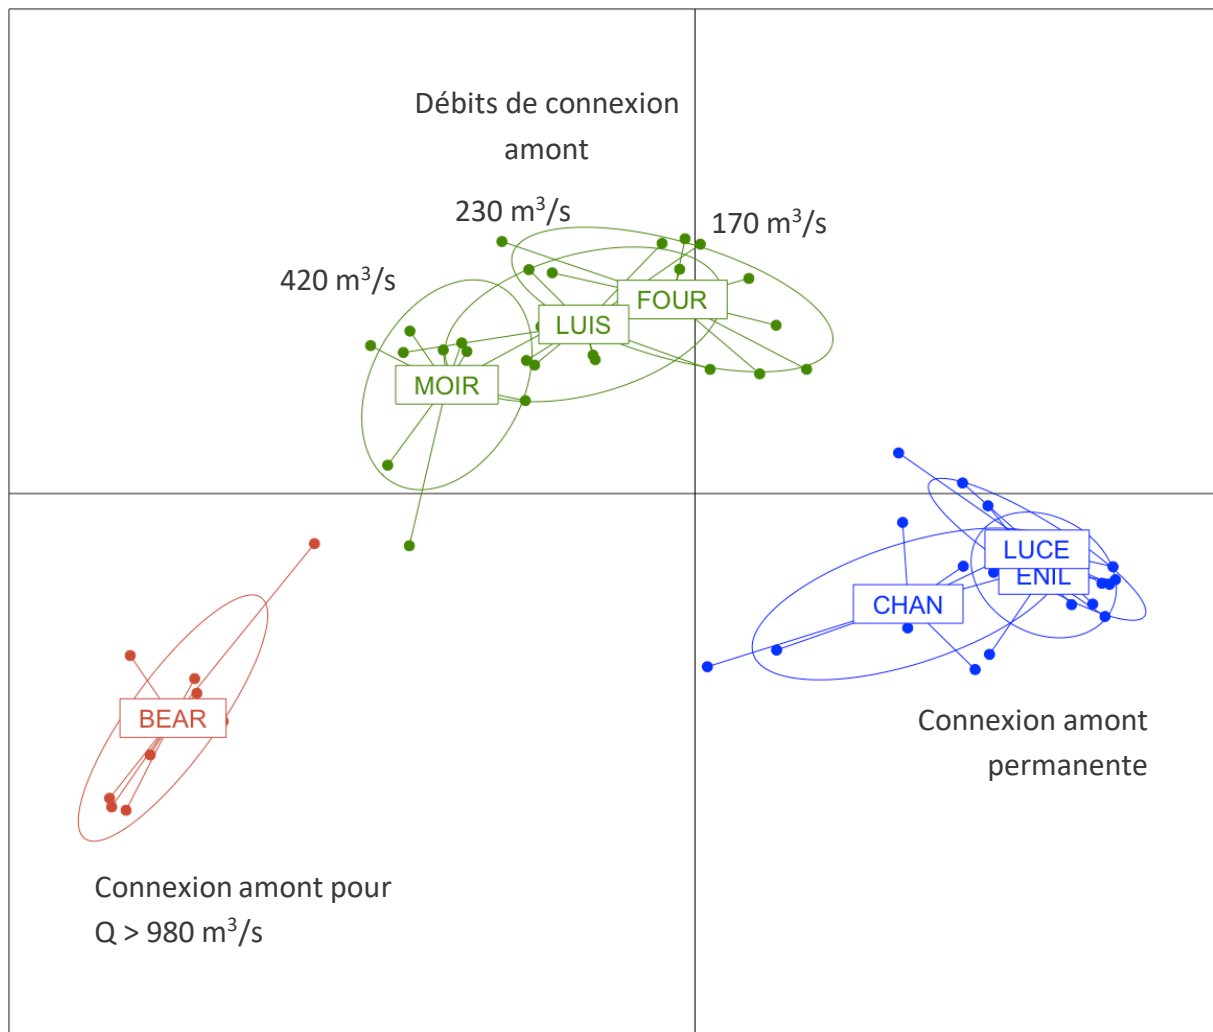 Débits de connexion
amont
230 m³/s
170 m³/s
420 m³/s
FOUR
LUIS
MOIR
LUCE
ENIL
CHAN
BEAR
Connexion amont
permanente
Connexion amont pour
Q > 980 m³/s